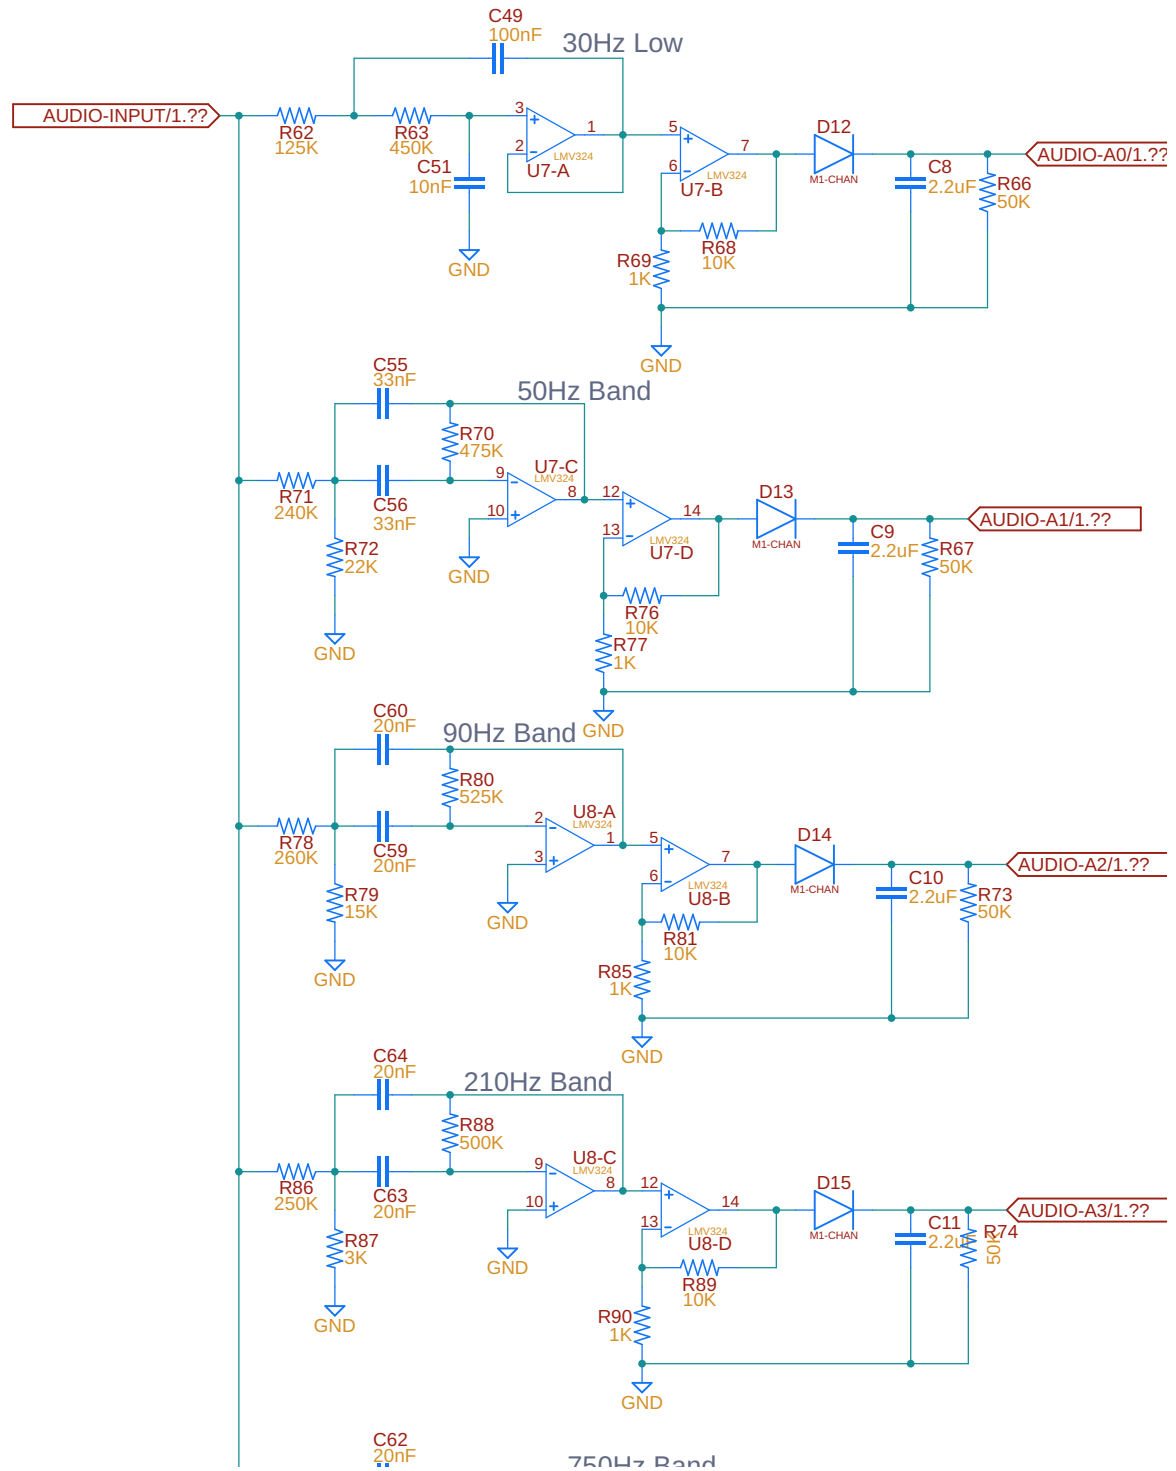 C49
100nF
30Hz Low
AUDIO-INPUT/1.??
R62
125K
R63
450K
C51
10nF
3
2
1
LMV324
U7-A
5
6
7
LMV324
U7-B
D12
M1-CHAN
C8
2.2uF
R66
50K
AUDIO-A0/1.??
R68
10K
R69
1K
GND
GND
C55
33nF
50Hz Band
R70
475K
R71
240K
C56
33nF
R72
22K
GND
9
10
8
U7-C
LMV324
GND
12
13
14
LMV324
U7-D
D13
M1-CHAN
C9
2.2uF
R67
50K
AUDIO-A1/1.??
R76
10K
R77
1K
GND
C60
20nF
90Hz Band
R80
525K
R78
260K
C59
20nF
R79
15K
GND
2
3
1
U8-A
LMV324
GND
5
6
7
LMV324
U8-B
D14
M1-CHAN
C10
2.2uF
R73
50K
AUDIO-A2/1.??
R81
10K
R85
1K
GND
C64
20nF
210Hz Band
R88
500K
R86
250K
C63
20nF
R87
3K
GND
9
10
8
U8-C
LMV324
GND
12
13
14
LMV324
U8-D
D15
M1-CHAN
C11
2.2uF
R74
50K
AUDIO-A3/1.??
R89
10K
R90
1K
GND
C62
20nF
750Hz Band